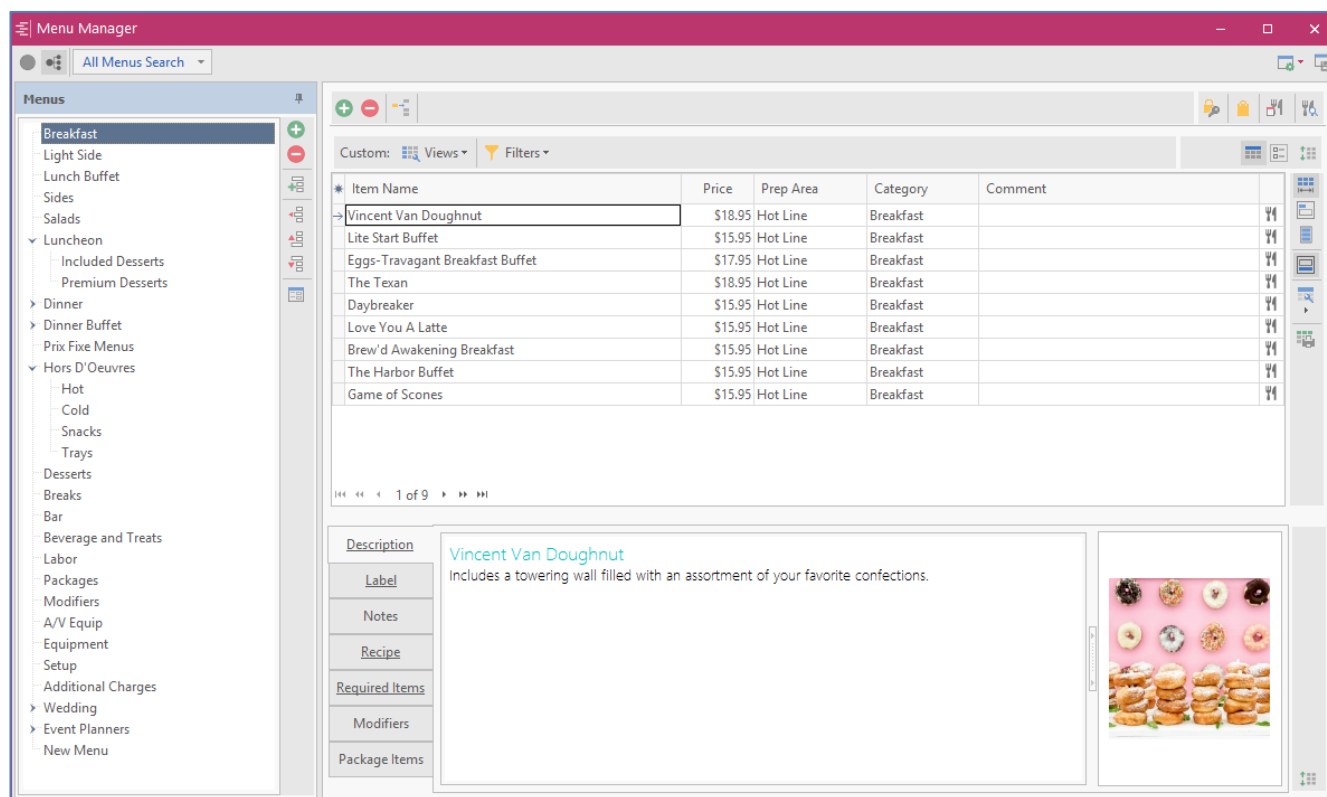 Menu Manager
All Menus Search
Menus
Breakfast
Light Side
Lunch Buffet
Sides
Salads
Luncheon
Included Desserts
Premium Desserts
Dinner
Dinner Buffet
Prix Fixe Menus
Hors D'Oeuvres
Hot
Cold
Snacks
Trays
Desserts
Breaks
Bar
Beverage and Treats
Labor
Packages
Modifiers
A/V Equip
Equipment
Setup
Additional Charges
Wedding
Event Planners
New Menu
Custom: Views Filters
Item Name Price Prep Area Category Comment
Vincent Van Doughnut $18.95 Hot Line Breakfast
Lite Start Buffet $15.95 Hot Line Breakfast
Eggs-Travagant Breakfast Buffet $17.95 Hot Line Breakfast
The Texan $18.95 Hot Line Breakfast
Daybreaker $15.95 Hot Line Breakfast
Love You A Latte $15.95 Hot Line Breakfast
Brew'd Awakening Breakfast $15.95 Hot Line Breakfast
The Harbor Buffet $15.95 Hot Line Breakfast
Game of Scones $15.95 Hot Line Breakfast
1 of 9
Description
Label
Notes
Recipe
Required Items
Modifiers
Package Items
Vincent Van Doughnut
Includes a towering wall filled with an assortment of your favorite confections.